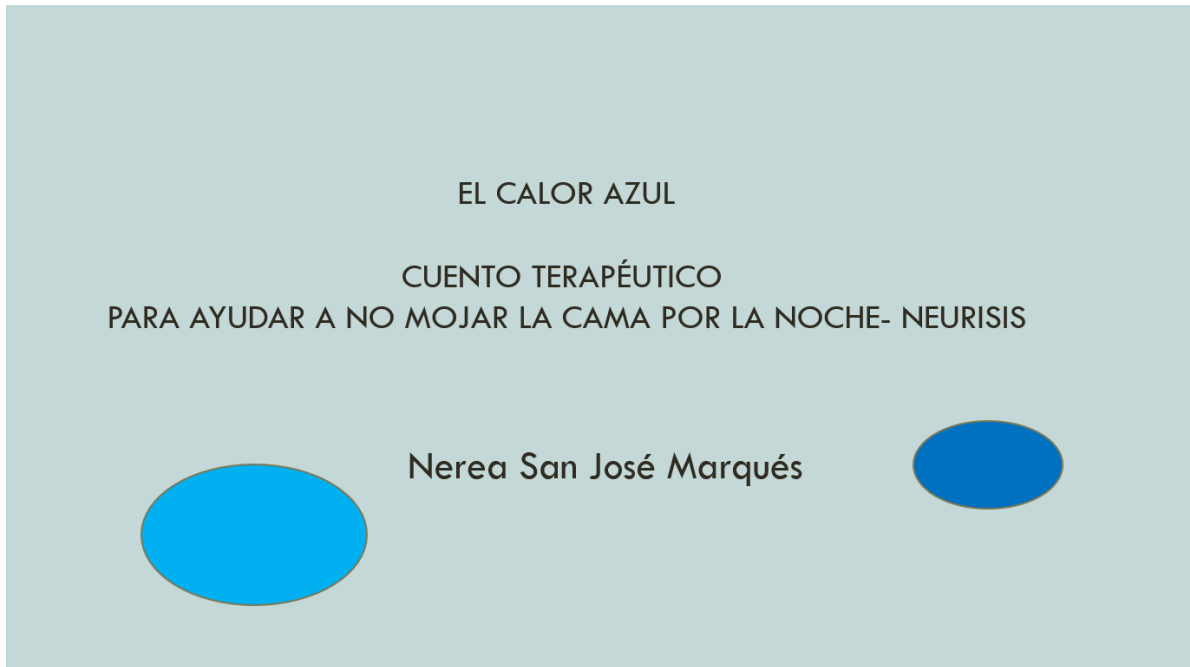 EL CALOR AZUL
CUENTO TERAPÉUTICO
PARA AYUDAR A NO MOJAR LA CAMA POR LA NOCHE- NEURISIS
Nerea San José Marqués